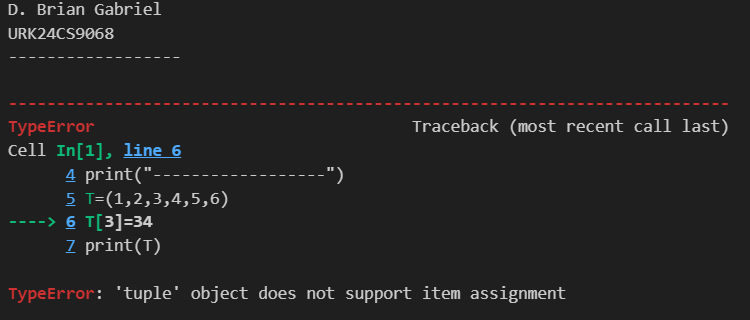 D. Brian Gabriel
URK24CS9068
------------------
---------------------------------------------------------------------------
TypeError                                 Traceback (most recent call last)
Cell In[1], line 6
      4 print("------------------")
      5 T=(1,2,3,4,5,6)
----> 6 T[3]=34
      7 print(T)
TypeError: 'tuple' object does not support item assignment